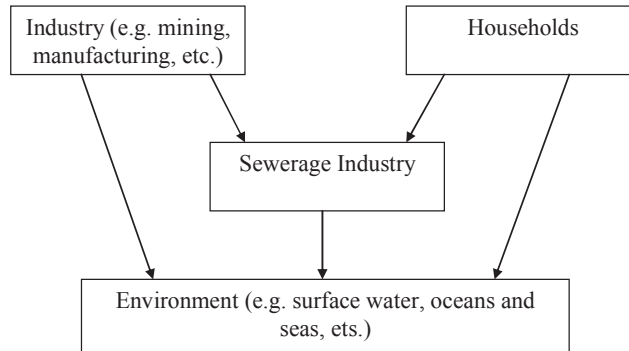 Industry (e.g. mining,
manufacturing, etc.)
Households
Sewerage Industry
Environment (e.g. surface water, oceans and
seas, ets.)